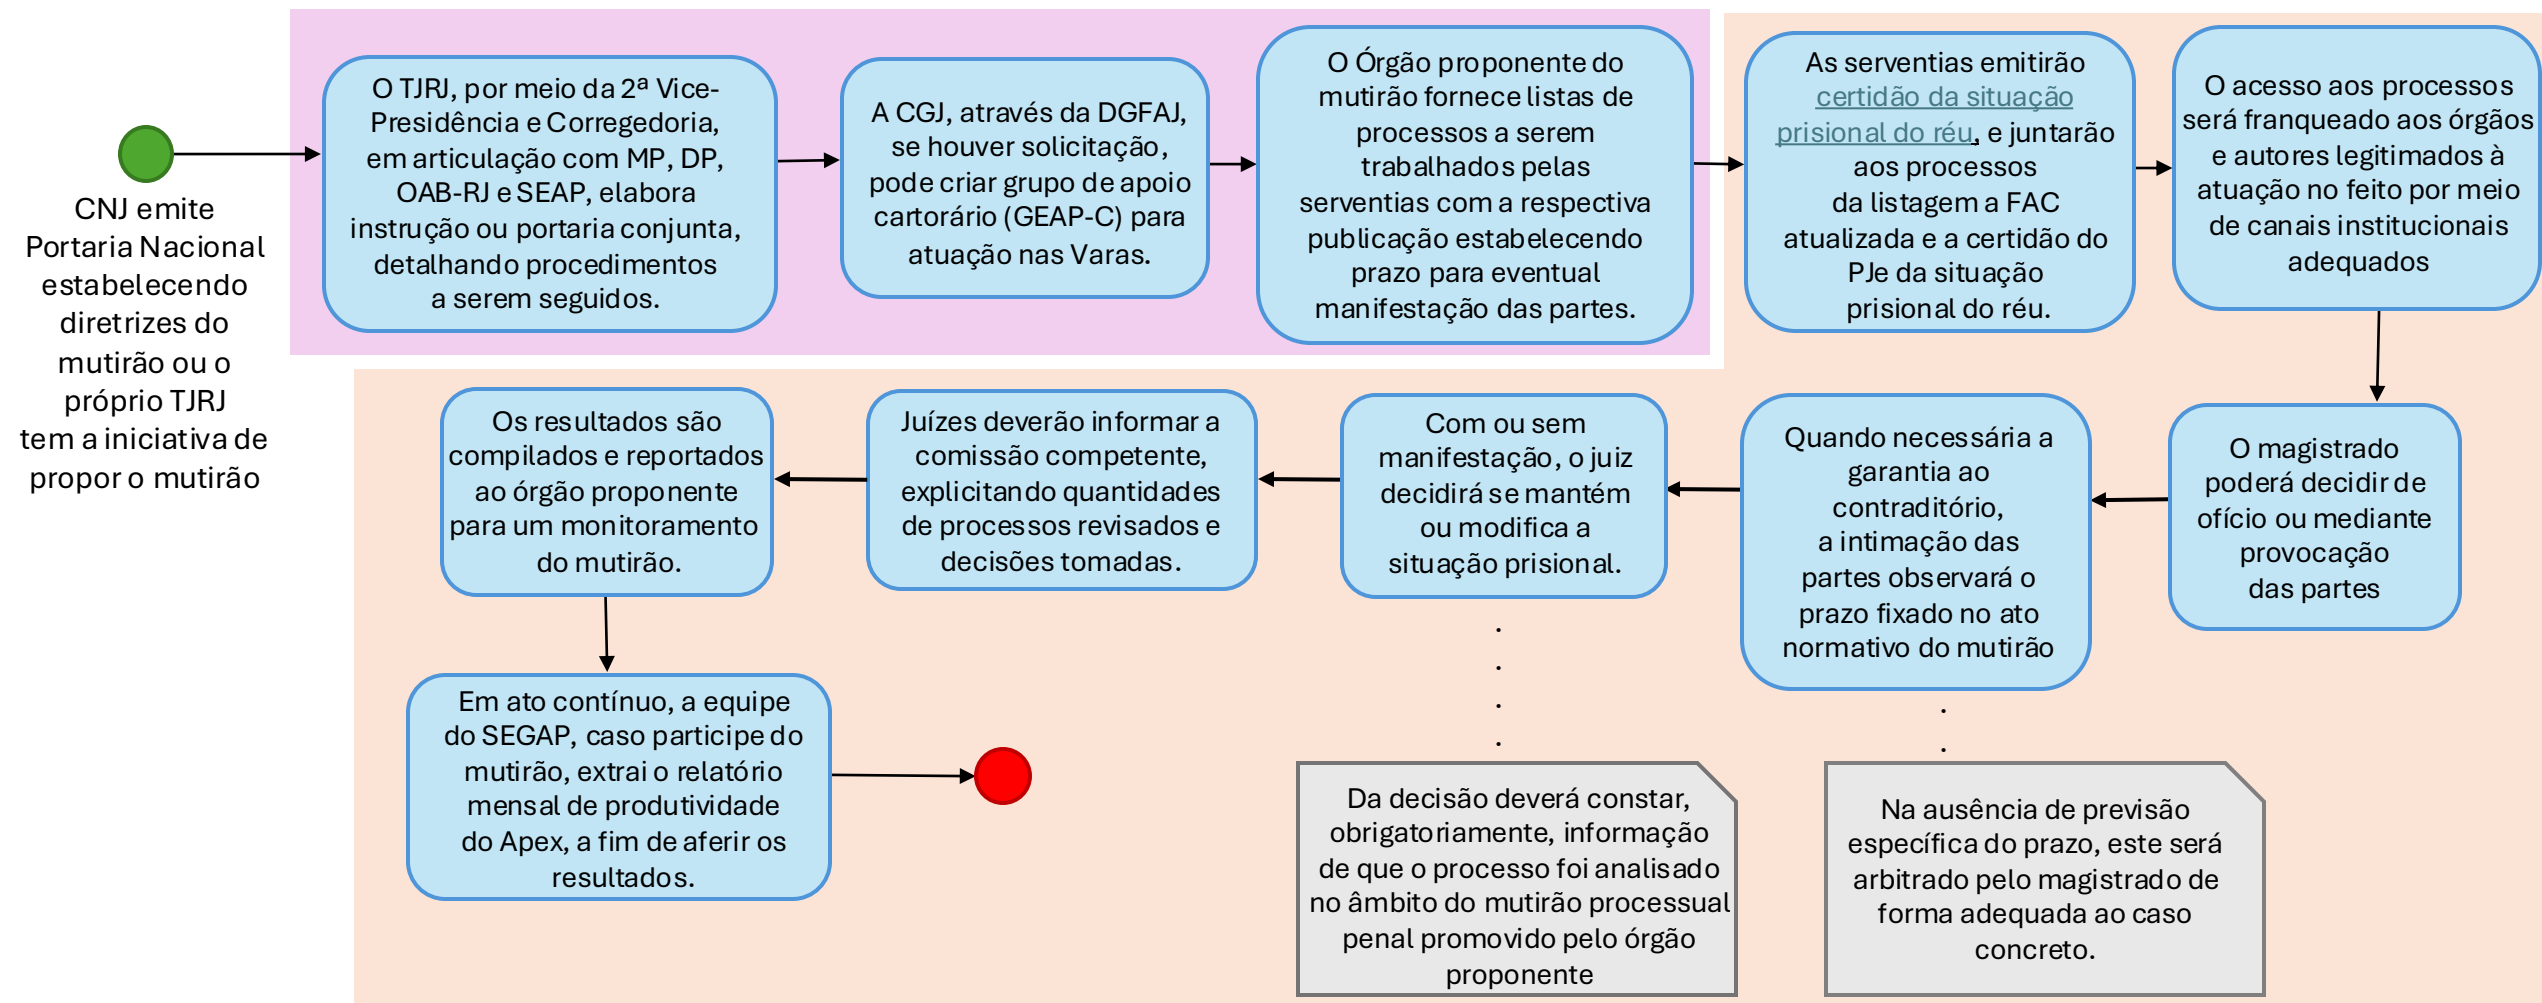 CNJ emite
Portaria Nacional
estabelecendo
diretrizes do
mutirão ou o
próprio TJRJ
tem a iniciativa de
propor o mutirão
O TJRJ, por meio da 2ª Vice-
Presidência e Corregedoria,
em articulação com MP, DP,
OAB-RJ e SEAP, elabora
instrução ou portaria conjunta,
detalhando procedimentos
a serem seguidos.
A CGJ, através da DGFAJ,
se houver solicitação,
pode criar grupo de apoio
cartorário (GEAP-C) para
atuação nas Varas.
O Órgão proponente do
mutirão fornece listas de
processos a serem
trabalhados pelas
serventias com a respectiva
publicação estabelecendo
prazo para eventual
manifestação das partes.
As serventias emitirão
certidão da situação
prisional do réu, e juntarão
aos processos
da listagem a FAC
atualizada e a certidão do
PJe da situação
prisional do réu.
O acesso aos processos
será franqueado aos órgãos
e autores legitimados à
atuação no feito por meio
de canais institucionais
adequados
O magistrado
poderá decidir de
ofício ou mediante
provocação
das partes
Quando necessária a
garantia ao
contraditório,
a intimação das
partes observará o
prazo fixado no ato
normativo do mutirão
Com ou sem
manifestação, o juiz
decidirá se mantém
ou modifica a
situação prisional.
Juízes deverão informar a
comissão competente,
explicitando quantidades
de processos revisados e
decisões tomadas.
Os resultados são
compilados e reportados
ao órgão proponente
para um monitoramento
do mutirão.
Em ato contínuo, a equipe
do SEGAP, caso participe do
mutirão, extrai o relatório
mensal de produtividade
do Apex, a fim de aferir os
resultados.
Da decisão deverá constar,
obrigatoriamente, informação
de que o processo foi analisado
no âmbito do mutirão processual
penal promovido pelo órgão
proponente
Na ausência de previsão
específica do prazo, este será
arbitrado pelo magistrado de
forma adequada ao caso
concreto.